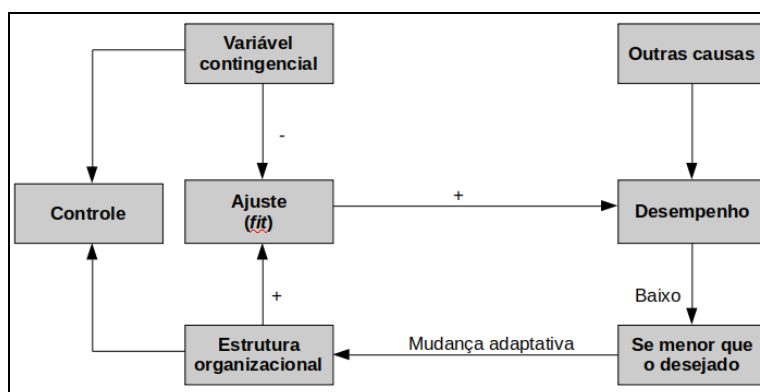 Variável
contingencial
Outras causas
-
Controle
Ajuste
(fit)
+
Desempenho
+
Baixo
Estrutura
organizacional
Mudança adaptativa
Se menor que
o desejado